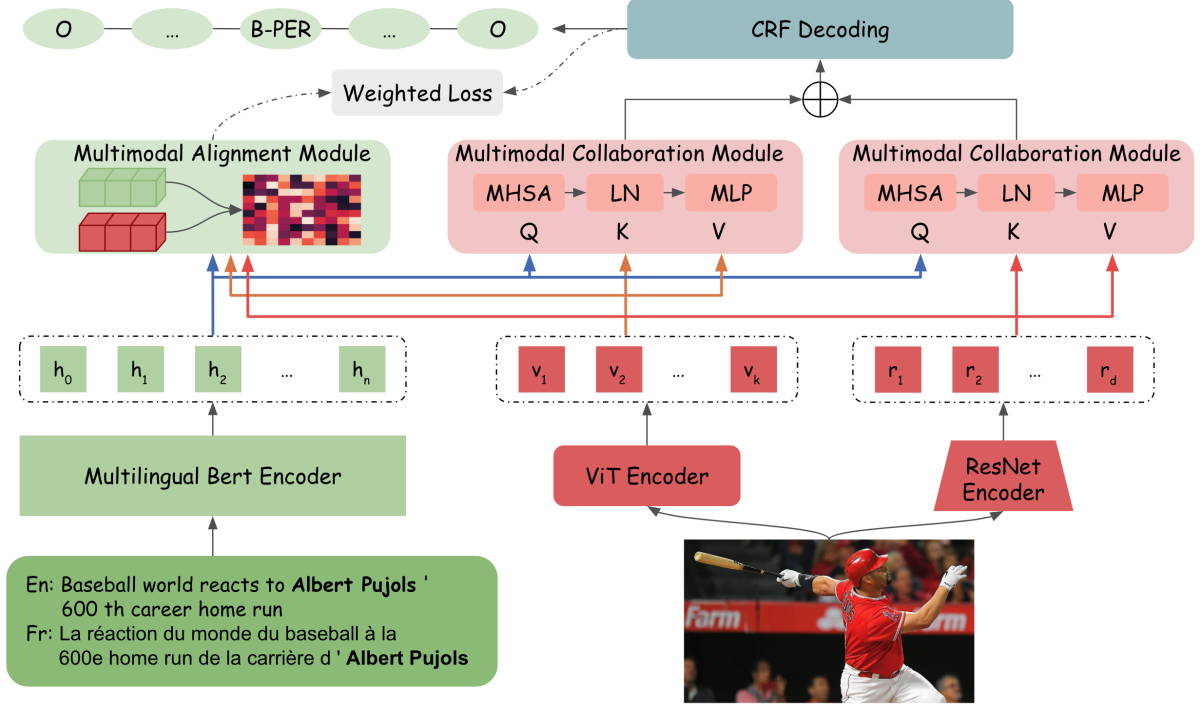 O ... B-PER ... O
CRF Decoding
Weighted Loss
Multimodal Alignment Module
Multimodal Collaboration Module
MHSA LN MLP
Q K V
Multimodal Collaboration Module
MHSA LN MLP
Q K V
h0 h1 h2 ... hn
v1 v2 ... vk
r1 r2 ... rd
Multilingual Bert Encoder
ViT Encoder
ResNet
Encoder
En: Baseball world reacts to Albert Pujols '
600 th career home run
Fr: La réaction du monde du baseball à la
600e home run de la carrière d ' Albert Pujols
Farm